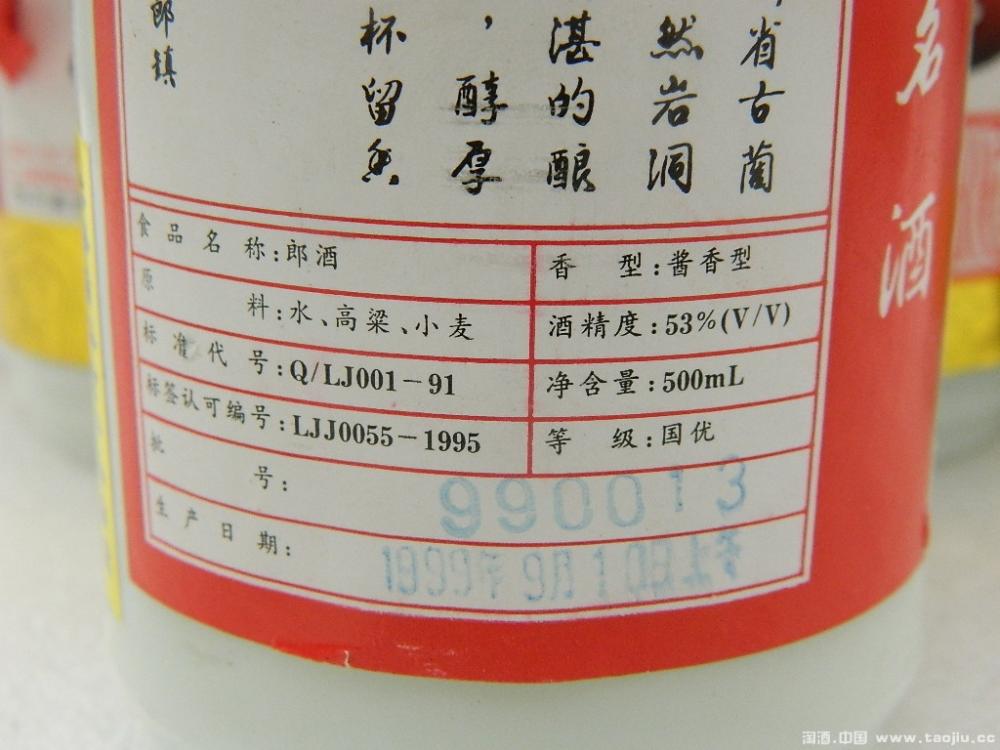 省古蔺
然岩洞
湛的酿
，醇厚
杯留香
郎镇
名酒
食品名称:郎酒
香 型:酱香型
原 料:水、高粱、小麦
酒精度:53%(V/V)
标准代号:Q/LJ001-91
净含量:500mL
标签认可编号:LJJ0055-1995
等 级:国优
批 号:
990013
生产日期:
1999年9月10日
淘酒.中国 www.taojiu.cc